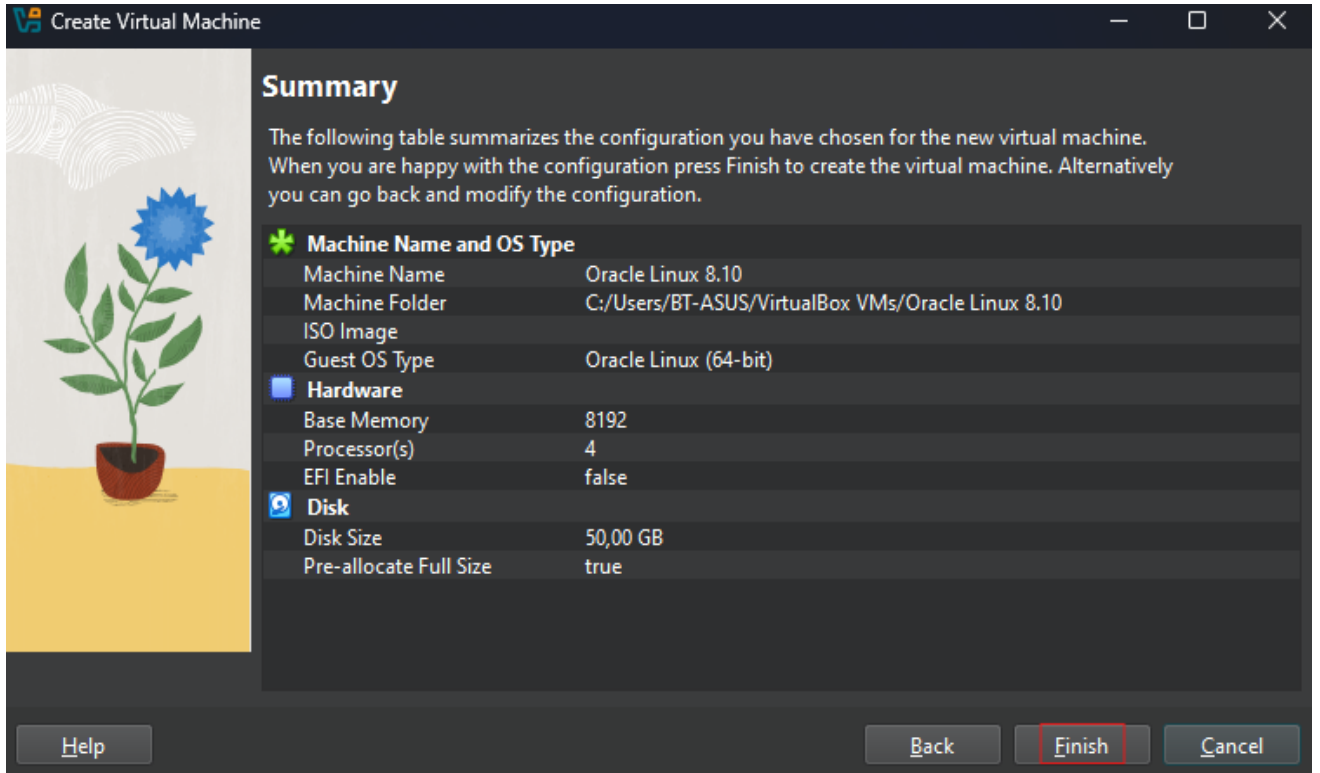 Create Virtual Machine
Summary
The following table summarizes the configuration you have chosen for the new virtual machine.
When you are happy with the configuration press Finish to create the virtual machine. Alternatively
you can go back and modify the configuration.
Machine Name and OS Type
Machine Name Oracle Linux 8.10
Machine Folder C:/Users/BT-ASUS/VirtualBox VMs/Oracle Linux 8.10
ISO Image
Guest OS Type Oracle Linux (64-bit)
Hardware
Base Memory 8192
Processor(s) 4
EFI Enable false
Disk
Disk Size 50,00 GB
Pre-allocate Full Size true
Help Back Finish Cancel